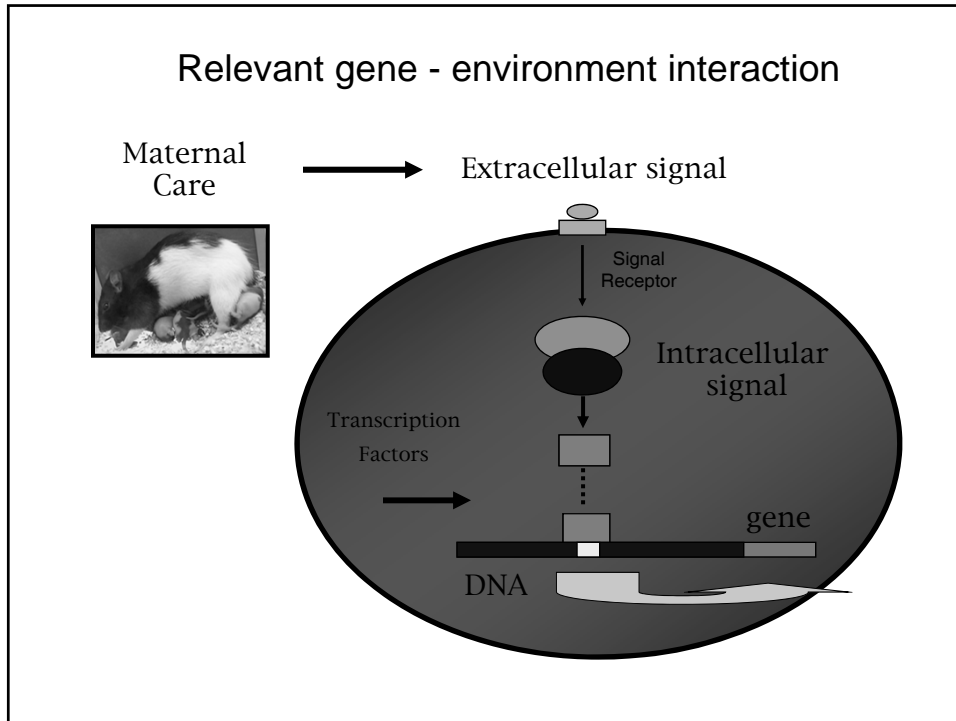 Relevant gene - environment interaction
Maternal
Care
Extracellular signal
Signal
Receptor
Intracellular
signal
Transcription
Factors
gene
DNA